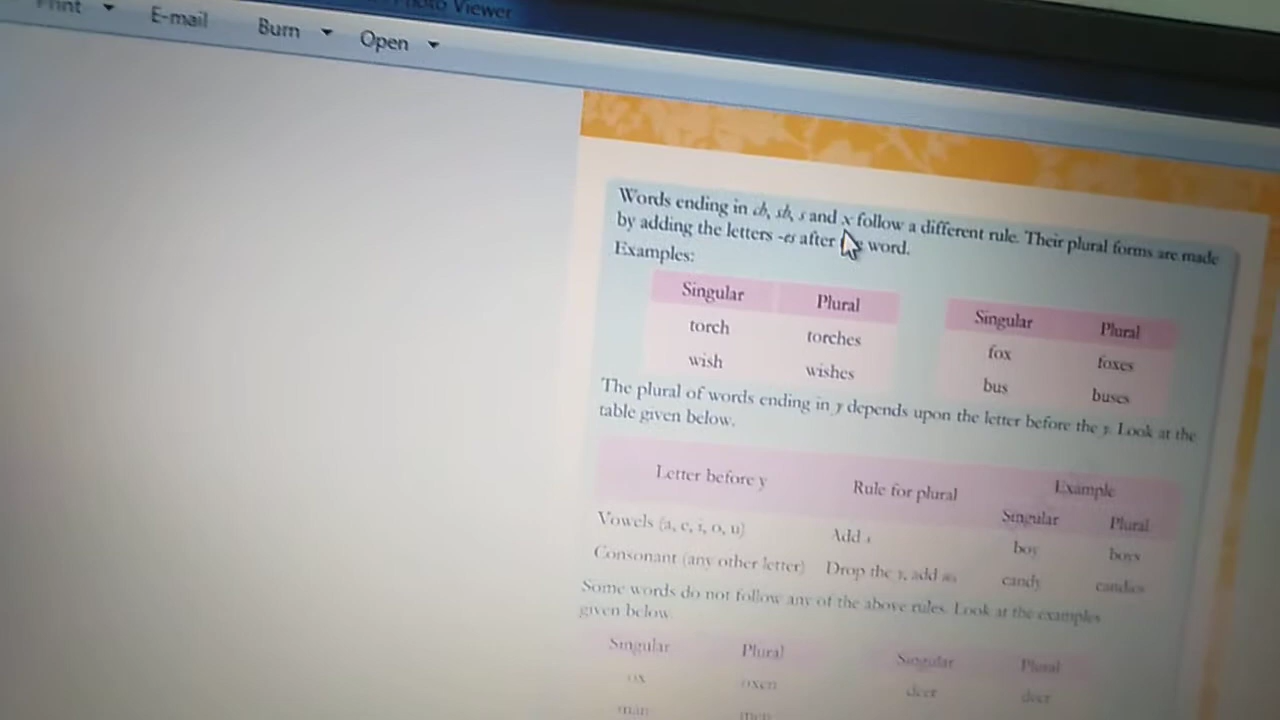 Print E-mail Burn Open
Photo Viewer
Words ending in ch, sh, s and x follow a different rule. Their plural forms are made
by adding the letters -es after word.
Examples:
Singular Plural
torch torches
wish wishes
Singular Plural
fox foxes
bus buses
The plural of words ending in y depends upon the letter before the y. Look at the
table given below.
Letter before y Rule for plural Example
Singular Plural
Vowels (a, e, i, o, u) Add s boy boys
Consonant (any other letter) Drop the y, add candy candies
Some words do not follow any of the above rules. Look at the examples
given below
Singular Plural
ox oxen
man men
Singular Plural
deer deer